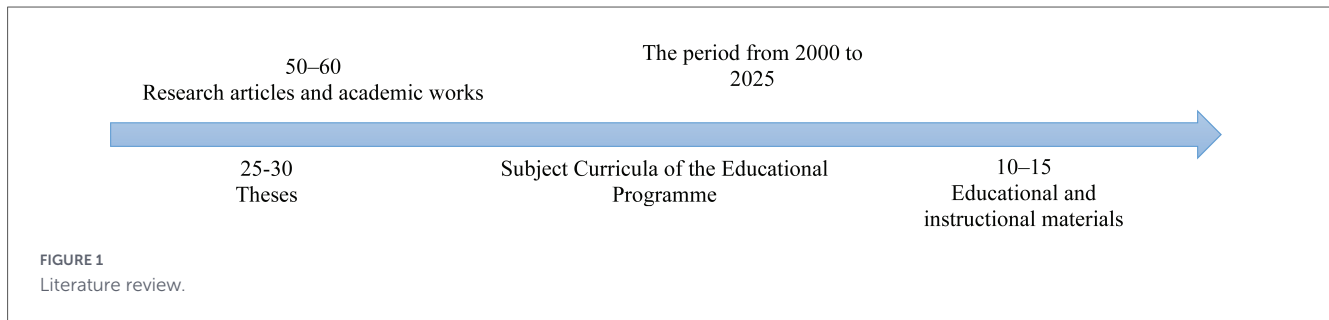 50–60
Research articles and academic works
The period from 2000 to
2025
25-30
Theses
Subject Curricula of the Educational
Programme
10–15
Educational and
instructional materials
FIGURE 1
Literature review.